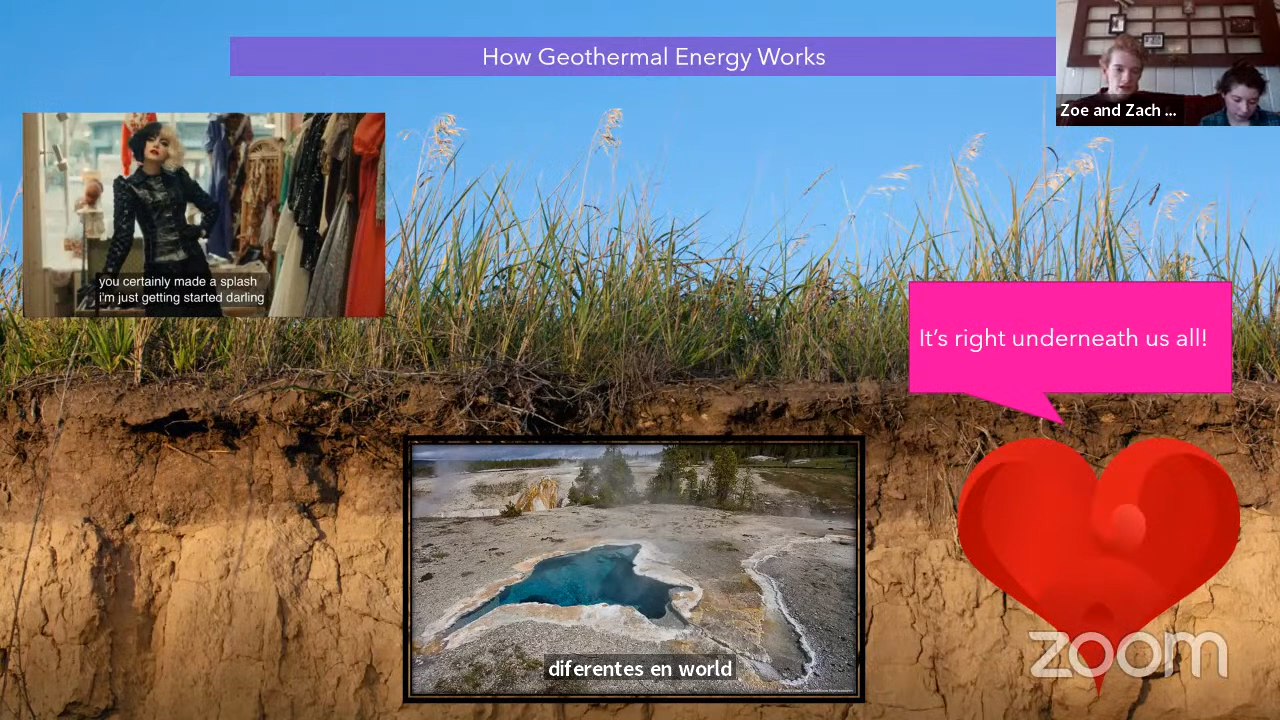 How Geothermal Energy Works
Zoe and Zach ...
you certainly made a splash
i'm just getting started darling
It's right underneath us all!
diferentes en world
zoom